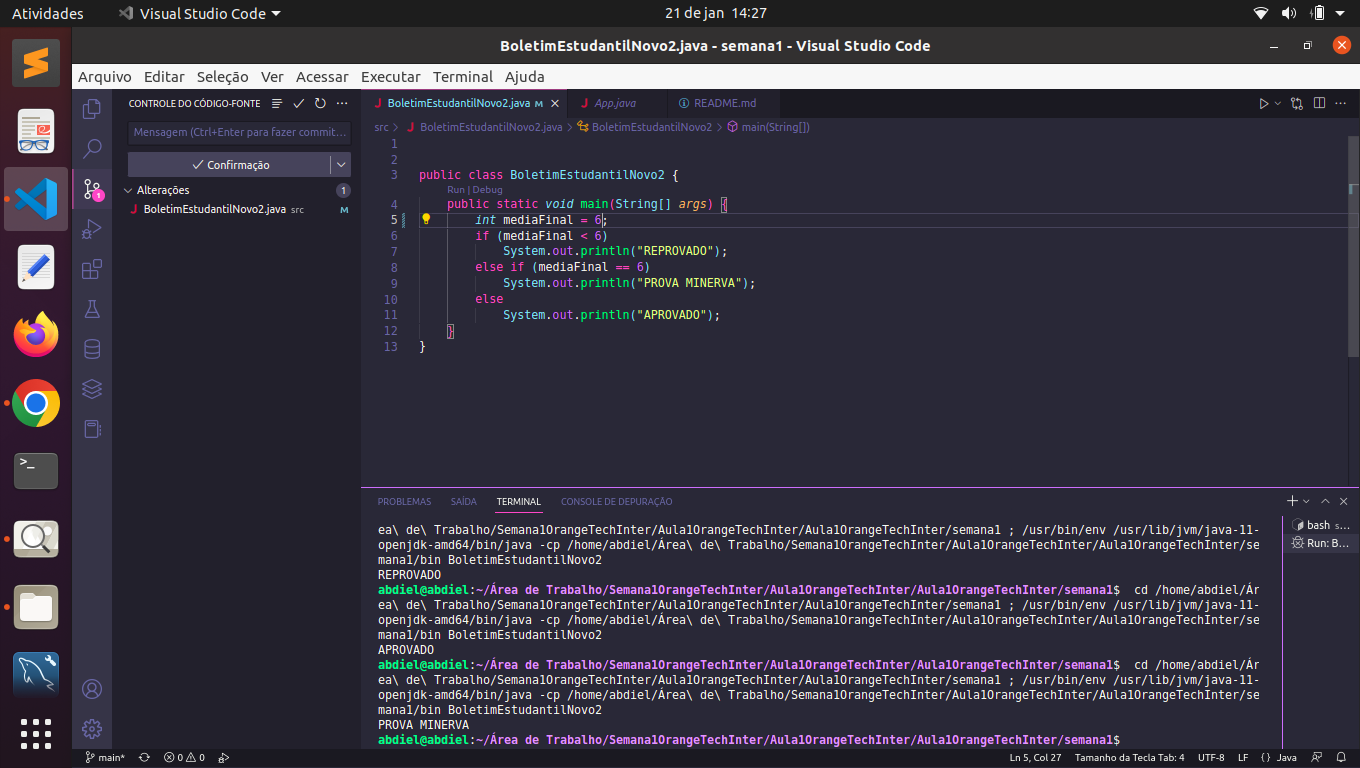 Atividades
Visual Studio Code
21 de jan 14:27
BoletimEstudantilNovo2.java - semana1 - Visual Studio Code
Arquivo Editar Seleção Ver Acessar Executar Terminal Ajuda
CONTROLE DO CÓDIGO-FONTE
Mensagem (Ctrl+Enter para fazer commit...
Confirmação
Alterações 1
J BoletimEstudantilNovo2.java src M
1
J BoletimEstudantilNovo2.java M
J App.java
README.md
src > J BoletimEstudantilNovo2.java > BoletimEstudantilNovo2 > main(String[])
1
2
3 public class BoletimEstudantilNovo2 {
Run | Debug
4 public static void main(String[] args) {
5 int mediaFinal = 6;
6 if (mediaFinal < 6)
7 System.out.println("REPROVADO");
8 else if (mediaFinal == 6)
9 System.out.println("PROVA MINERVA");
10 else
11 System.out.println("APROVADO");
12 }
13 }
PROBLEMAS SAÍDA TERMINAL CONSOLE DE DEPURAÇÃO
bash s...
Run: B...
ea\ de\ Trabalho/Semana1OrangeTechInter/Aula1OrangeTechInter/Aula1OrangeTechInter/semana1 ; /usr/bin/env /usr/lib/jvm/java-11-
openjdk-amd64/bin/java -cp /home/abdiel/Área\ de\ Trabalho/Semana1OrangeTechInter/Aula1OrangeTechInter/Aula1OrangeTechInter/se
mana1/bin BoletimEstudantilNovo2
REPROVADO
abdiel@abdiel:~/Área de Trabalho/Semana1OrangeTechInter/Aula1OrangeTechInter/Aula1OrangeTechInter/semana1$ cd /home/abdiel/Ár
ea\ de\ Trabalho/Semana1OrangeTechInter/Aula1OrangeTechInter/Aula1OrangeTechInter/semana1 ; /usr/bin/env /usr/lib/jvm/java-11-
openjdk-amd64/bin/java -cp /home/abdiel/Área\ de\ Trabalho/Semana1OrangeTechInter/Aula1OrangeTechInter/Aula1OrangeTechInter/se
mana1/bin BoletimEstudantilNovo2
APROVADO
abdiel@abdiel:~/Área de Trabalho/Semana1OrangeTechInter/Aula1OrangeTechInter/Aula1OrangeTechInter/semana1$ cd /home/abdiel/Ár
ea\ de\ Trabalho/Semana1OrangeTechInter/Aula1OrangeTechInter/Aula1OrangeTechInter/semana1 ; /usr/bin/env /usr/lib/jvm/java-11-
openjdk-amd64/bin/java -cp /home/abdiel/Área\ de\ Trabalho/Semana1OrangeTechInter/Aula1OrangeTechInter/Aula1OrangeTechInter/se
mana1/bin BoletimEstudantilNovo2
PROVA MINERVA
abdiel@abdiel:~/Área de Trabalho/Semana1OrangeTechInter/Aula1OrangeTechInter/Aula1OrangeTechInter/semana1$
main* 0 0
Ln 5, Col 27 Tamanho da Tecla Tab: 4 UTF-8 LF {} Java